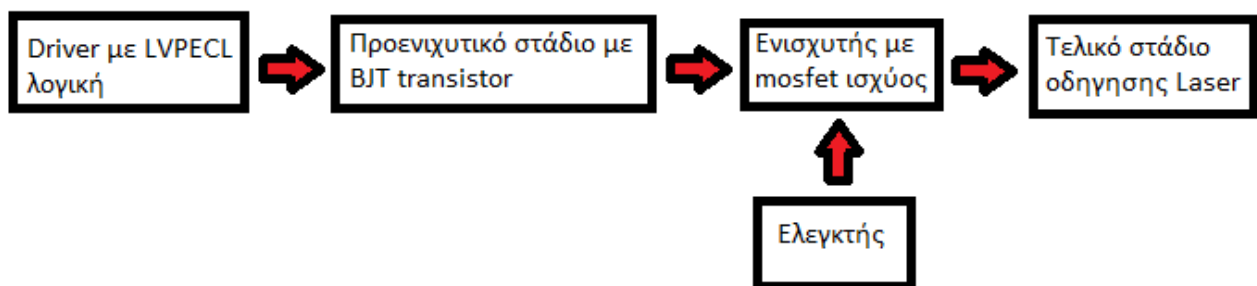 Driver με LVPECL
λογική
Προενιχυτικό στάδιο με
BJT transistor
Ενισχυτής με
mosfet ισχύος
Τελικό στάδιο
οδηγησης Laser
Ελεγκτής